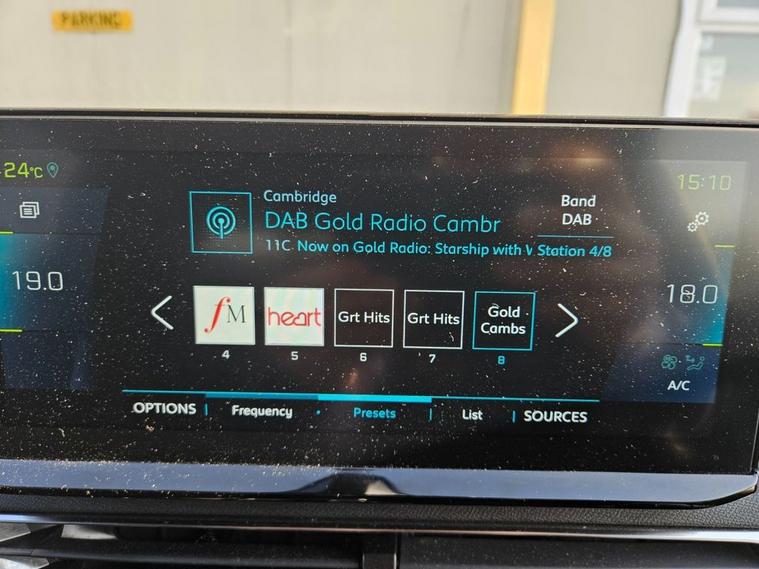 PARKING
24°C
15:10
Cambridge
DAB Gold Radio Cambr
11C Now on Gold Radio: Starship with
Station 4/8
Band
DAB
19.0
18.0
fM
heart
Grt Hits
Grt Hits
Gold
Cambs
4
5
6
7
8
A/C
OPTIONS
Frequency
Presets
List
SOURCES